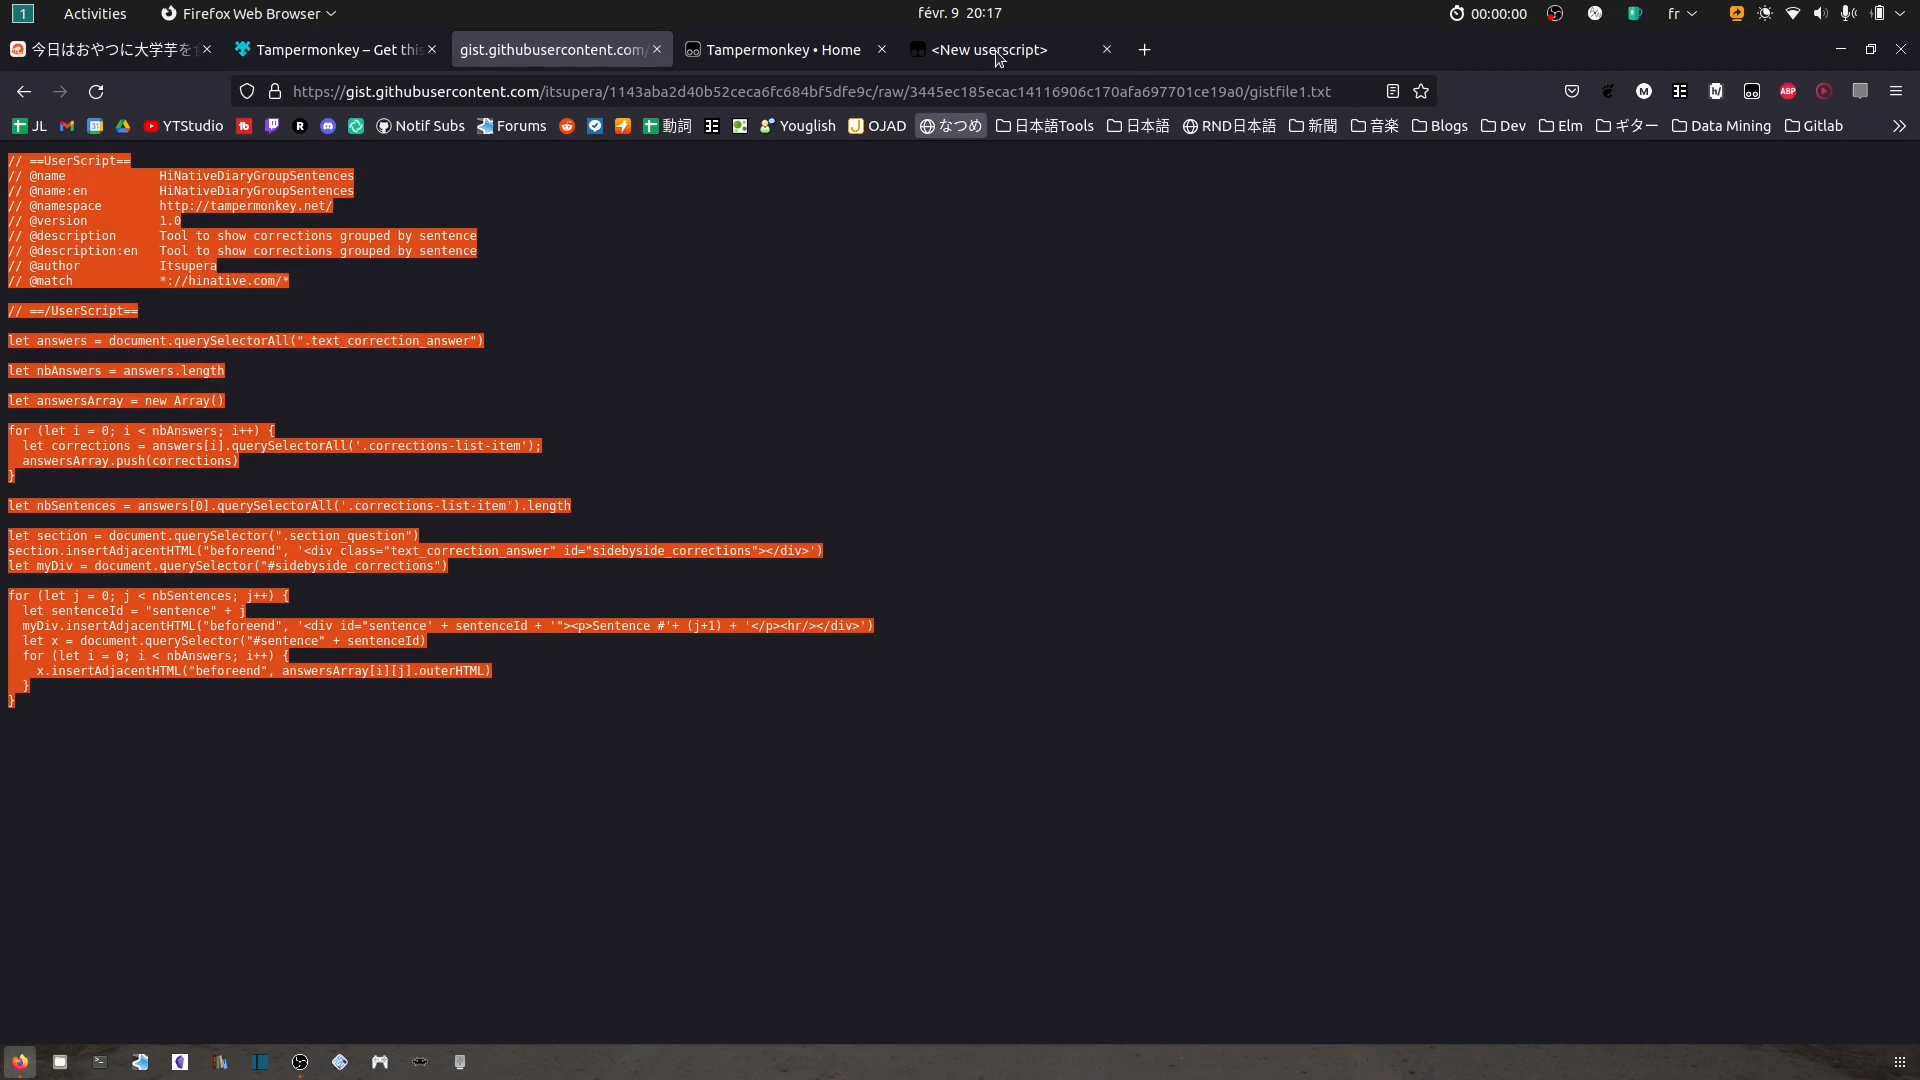 1 Activities Firefox Web Browser févr. 9 20:17 00:00:00 fr
今日はおやつに大学芋を Tampermonkey – Get this gist.githubusercontent.com/ Tampermonkey • Home <New userscript>
https://gist.githubusercontent.com/itsupera/1143aba2d40b52ceca6fc684bf5dfe9c/raw/3445ec185ecac14116906c170afa697701ce19a0/gistfile1.txt
JL YTStudio Notif Subs Forums 動詞 Youglish OJAD なつめ 日本語Tools 日本語 RND日本語 新聞 音楽 Blogs Dev Elm ギター Data Mining Gitlab
// ==UserScript==
// @name HiNativeDiaryGroupSentences
// @name:en HiNativeDiaryGroupSentences
// @namespace http://tampermonkey.net/
// @version 1.0
// @description Tool to show corrections grouped by sentence
// @description:en Tool to show corrections grouped by sentence
// @author Itsupera
// @match *://hinative.com/*
// ==/UserScript==
let answers = document.querySelectorAll(".text_correction_answer")
let nbAnswers = answers.length
let answersArray = new Array()
for (let i = 0; i < nbAnswers; i++) {
let corrections = answers[i].querySelectorAll('.corrections-list-item');
answersArray.push(corrections)
}
let nbSentences = answers[0].querySelectorAll('.corrections-list-item').length
let section = document.querySelector(".section_question")
section.insertAdjacentHTML("beforeend", '<div class="text_correction_answer" id="sidebyside_corrections"></div>')
let myDiv = document.querySelector("#sidebyside_corrections")
for (let j = 0; j < nbSentences; j++) {
let sentenceId = "sentence" + j
myDiv.insertAdjacentHTML("beforeend", '<div id="sentence' + sentenceId + '"><p>Sentence #'+ (j+1) + '</p><hr/></div>')
let x = document.querySelector("#sentence" + sentenceId)
for (let i = 0; i < nbAnswers; i++) {
x.insertAdjacentHTML("beforeend", answersArray[i][j].outerHTML)
}
}